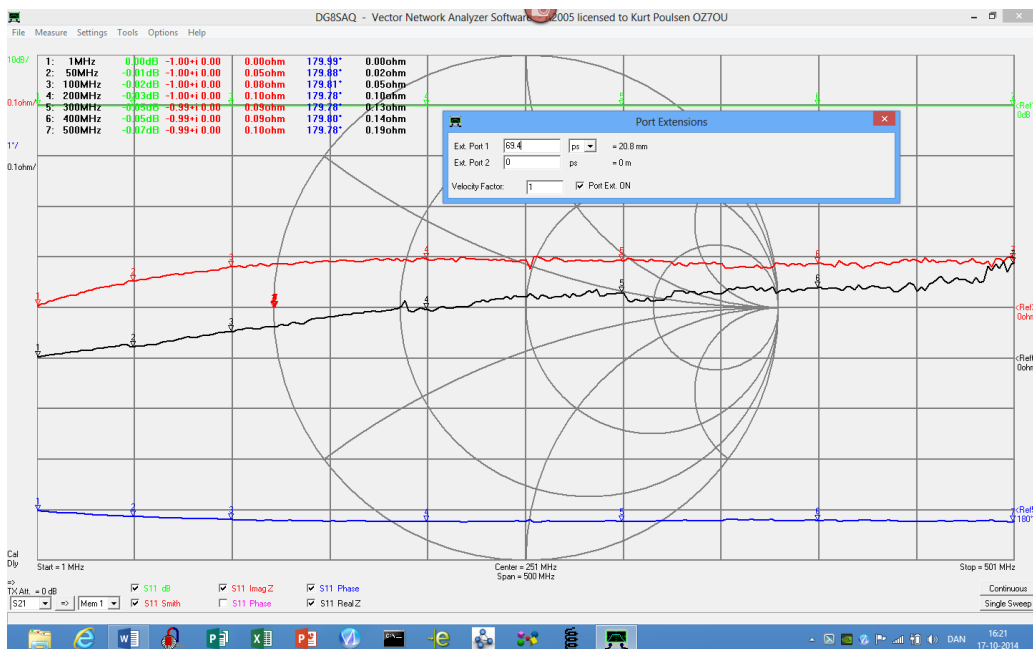 DG8SAQ - Vector Network Analyzer Software 2005 licensed to Kurt Poulsen OZ7OU
File Measure Settings Tools Options Help
10dB/
1: 1MHz 0.00dB -1.00+i 0.00 0.00ohm 179.99° 0.00ohm
2: 50MHz -0.01dB -1.00+i 0.00 0.05ohm 179.88° 0.02ohm
3: 100MHz -0.02dB -1.00+i 0.00 0.08ohm 179.81° 0.05ohm
4: 200MHz -0.03dB -1.00+i 0.00 0.10ohm 179.78° 0.10ohm
5: 300MHz -0.05dB -0.99+i 0.00 0.09ohm 179.78° 0.13ohm
6: 400MHz -0.05dB -0.99+i 0.00 0.09ohm 179.80° 0.14ohm
7: 500MHz -0.07dB -0.99+i 0.00 0.10ohm 179.78° 0.19ohm
0.1ohm/
1°/
0.1ohm/
<Ref
0dB
Port Extensions
Ext. Port 1 69.4 ps = 20.8 mm
Ext. Port 2 0 ps = 0 m
Velocity Factor: 1 Port Ext. ON
<Ref
0ohm
<Ref
0ohm
<Ref
180°
Cal
Dly
Start = 1 MHz
Center = 251 MHz
Span = 500 MHz
Stop = 501 MHz
=>
TX Att. = 0 dB
S11 dB S11 Imag Z S11 Phase
Continuous
S21 => Mem 1 S11 Smith S11 Phase S11 Real Z
Single Sweep
DAN
16:21
17-10-2014